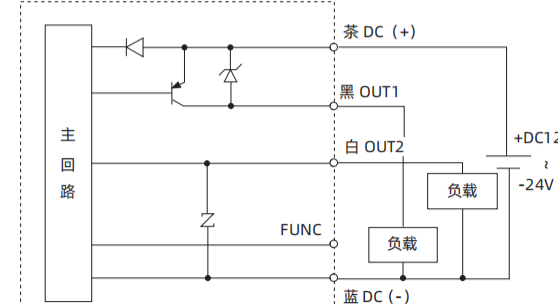 茶 DC (+)
黑 OUT1
+DC12
主回路
白 OUT2
~
-24V
负载
FUNC
负载
蓝 DC (-)